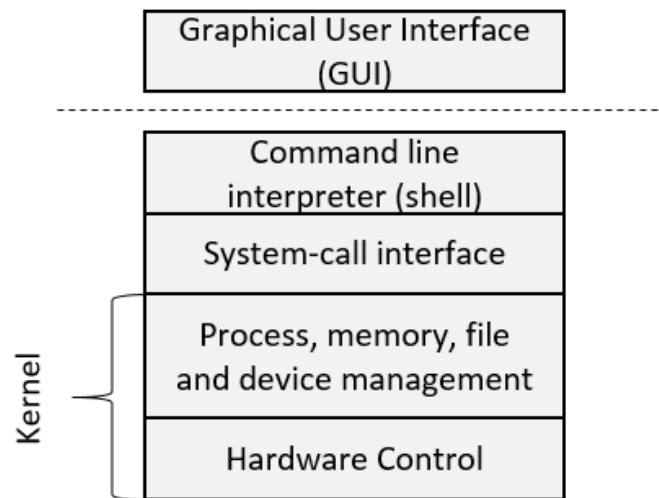 Graphical User Interface
(GUI)
Command line
interpreter (shell)
System-call interface
Process, memory, file
and device management
Kernel
Hardware Control